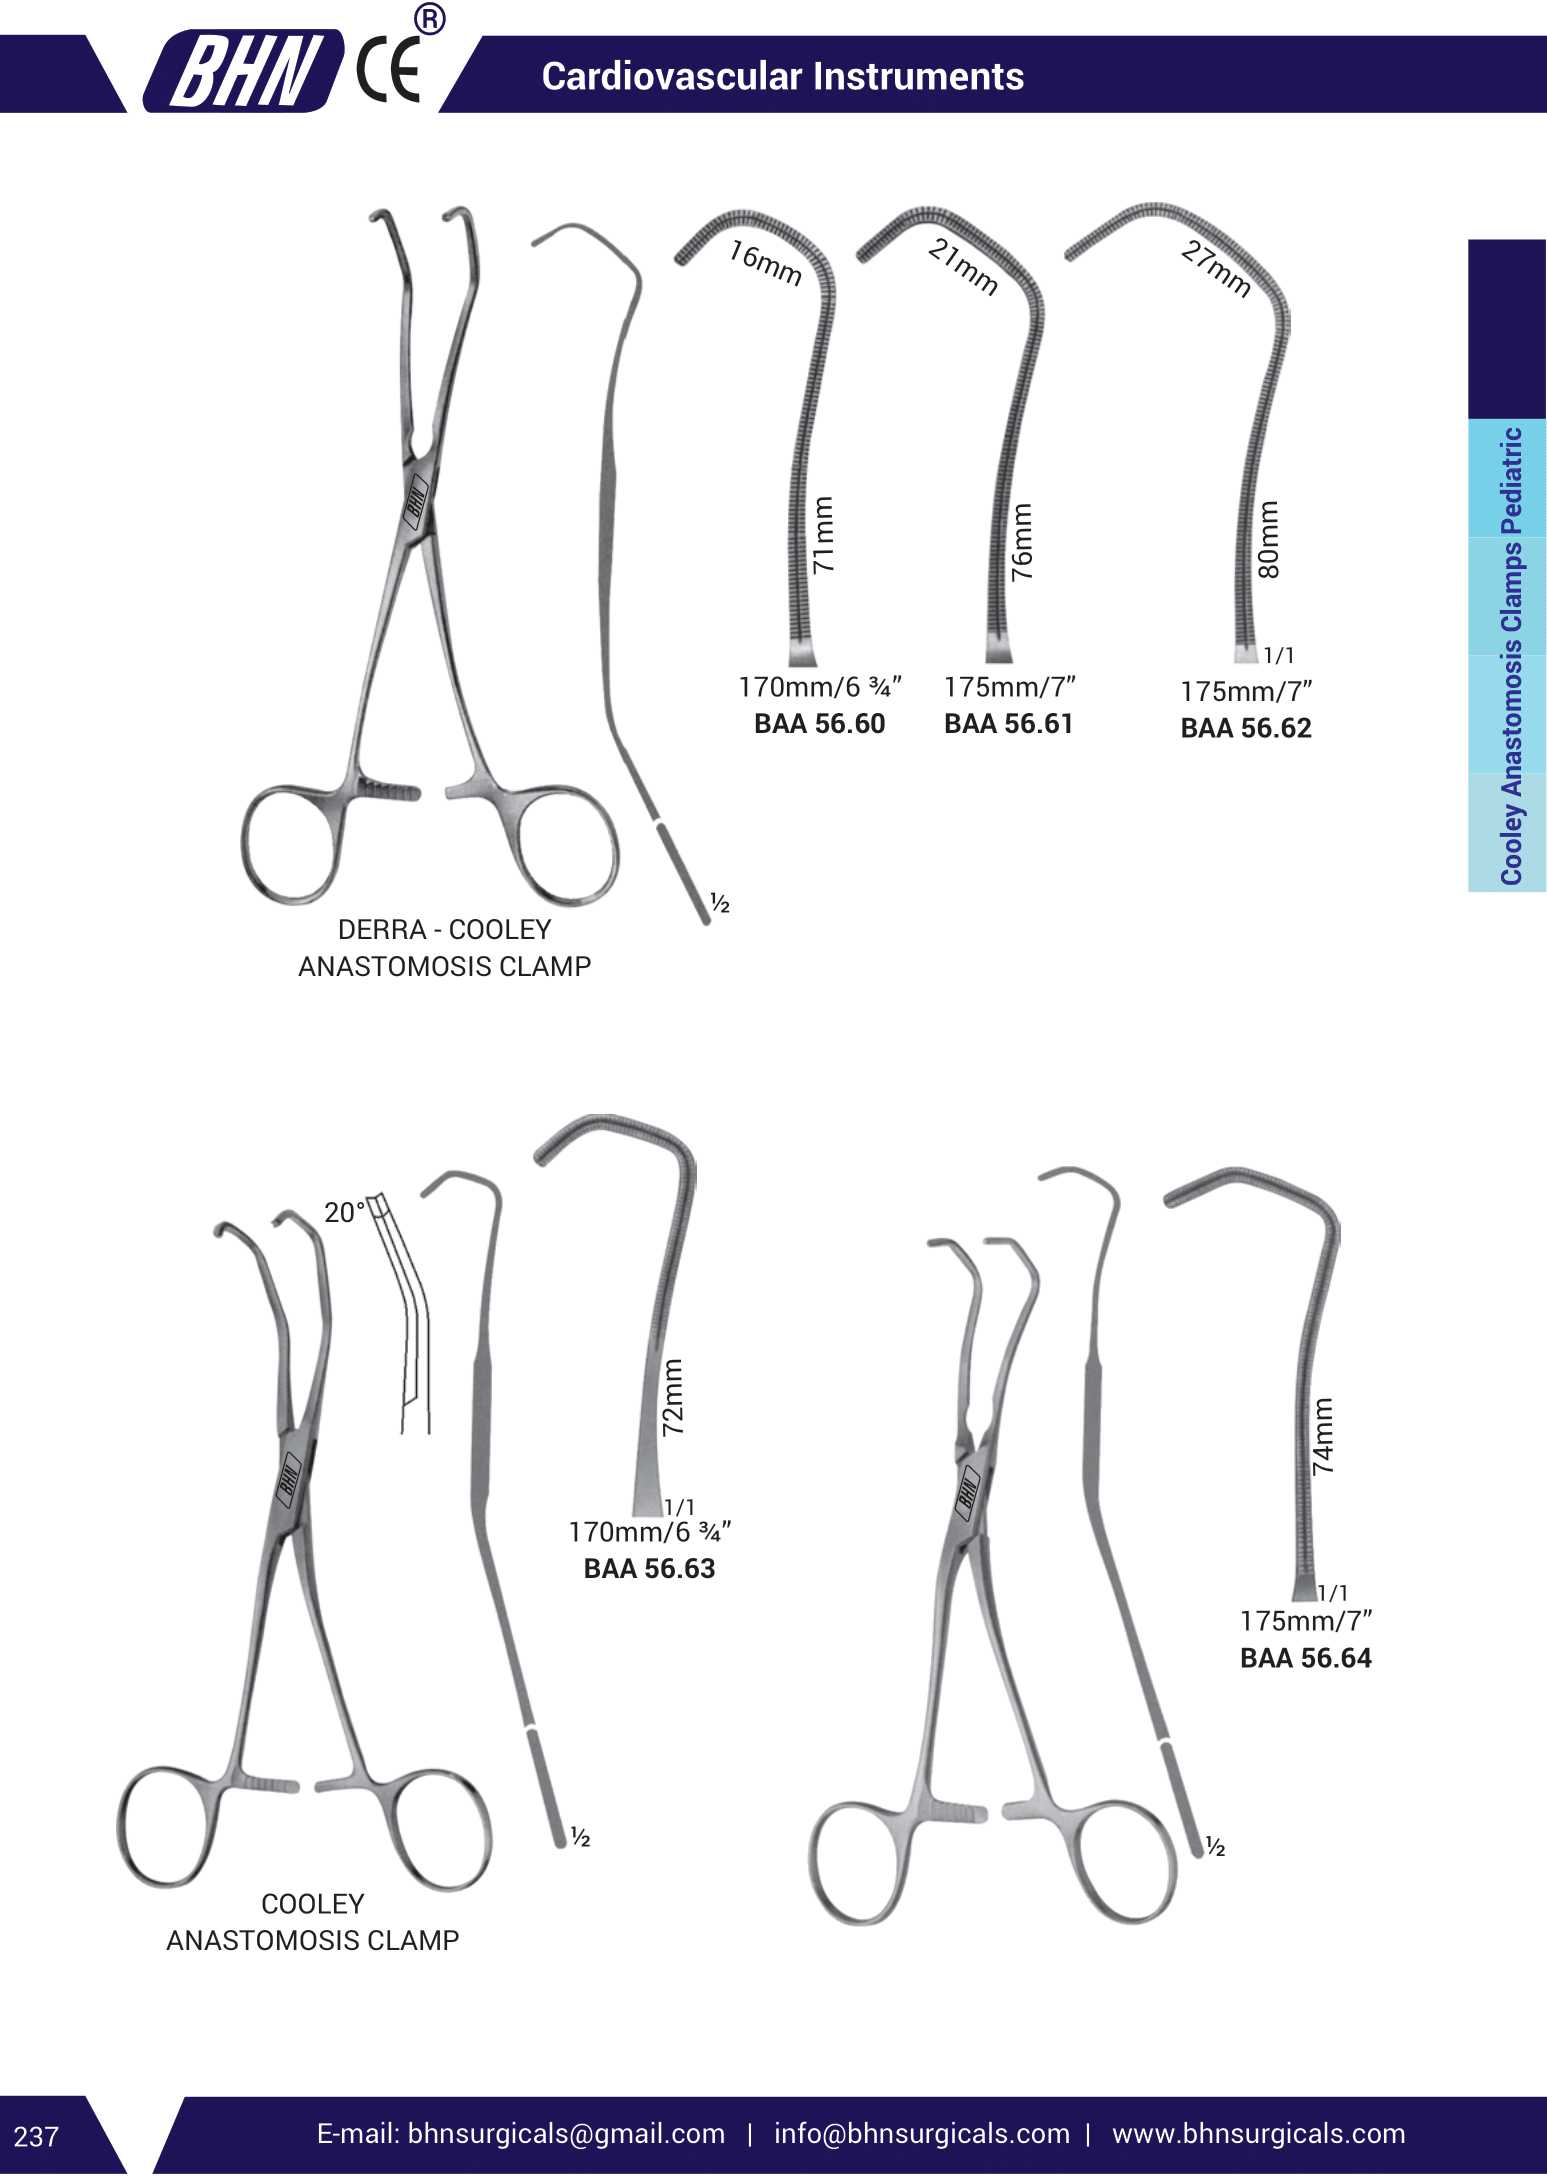 BHN CE ®
Cardiovascular Instruments
16mm
21mm
27mm
71mm
76mm
80mm
1/1
170mm/6 ¾”
BAA 56.60
175mm/7”
BAA 56.61
175mm/7”
BAA 56.62
BHN
½
DERRA - COOLEY
ANASTOMOSIS CLAMP
Cooley Anastomosis Clamps Pediatric
20°
72mm
1/1
170mm/6 ¾”
BAA 56.63
BHN
½
COOLEY
ANASTOMOSIS CLAMP
74mm
1/1
175mm/7”
BAA 56.64
BHN
½
237
E-mail: bhnsurgicals@gmail.com | info@bhnsurgicals.com | www.bhnsurgicals.com